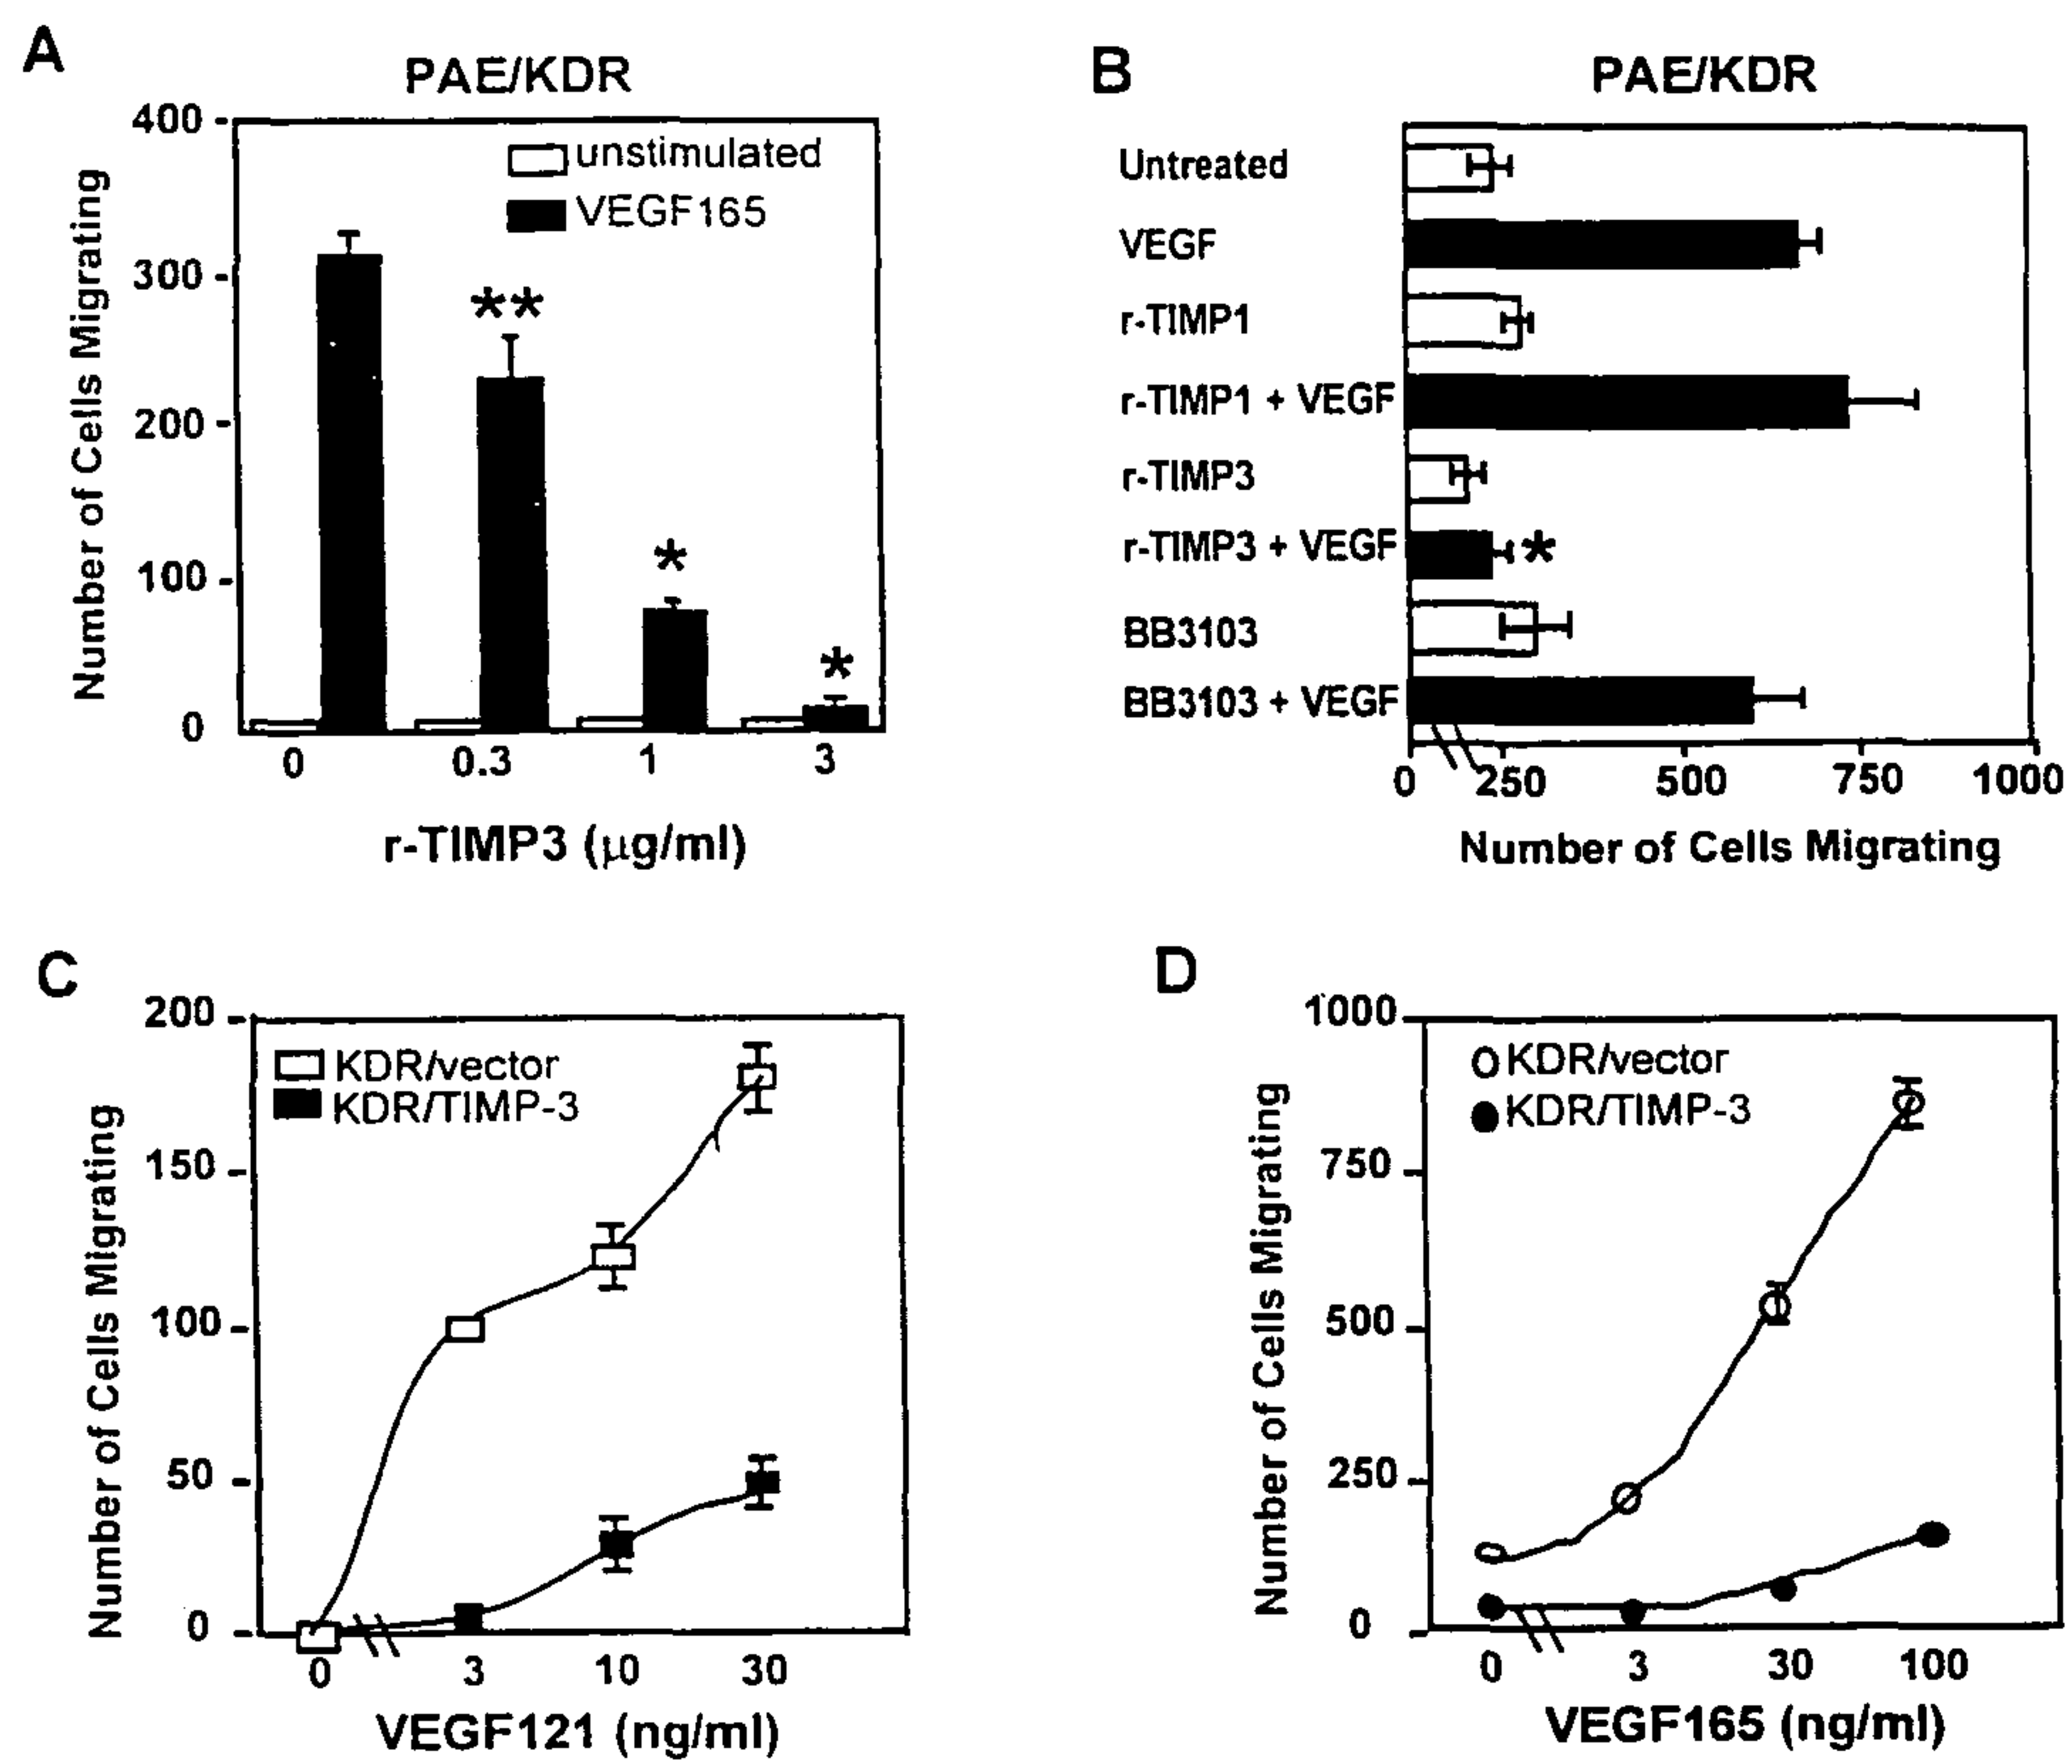 A
PAE/KDR
400
300
200
100
0
Number of Cells Migrating
unstimulated
VEGF165
**
*
*
0 0.3 1 3
r-TIMP3 (μg/ml)
B
PAE/KDR
Untreated
VEGF
r-TIMP1
r-TIMP1 + VEGF
r-TIMP3
r-TIMP3 + VEGF *
BB3103
BB3103 + VEGF
0 250 500 750 1000
Number of Cells Migrating
C
200
150
100
50
0
Number of Cells Migrating
KDR/vector
KDR/TIMP-3
0 3 10 30
VEGF121 (ng/ml)
D
1000
750
500
250
0
Number of Cells Migrating
KDR/vector
KDR/TIMP-3
0 3 30 100
VEGF165 (ng/ml)